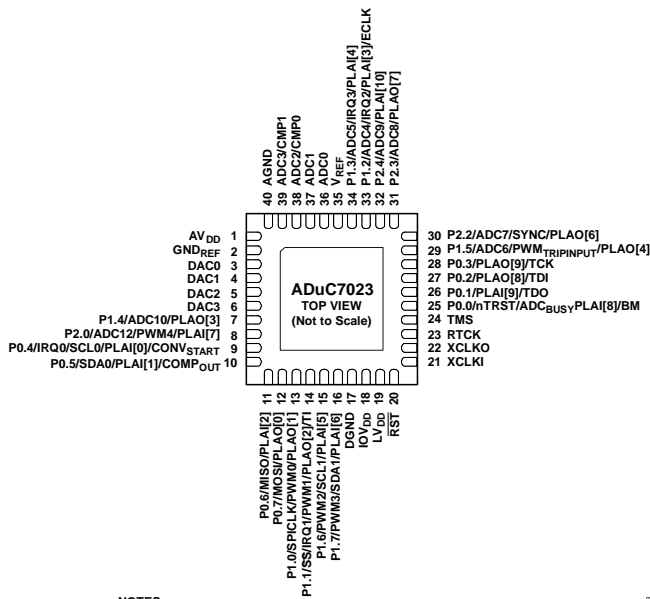 40 AGND
39 ADC3/CMP1
38 ADC2/CMP0
37 ADC1
36 ADC0
35 VREF
34 P1.3/ADC5/IRQ3/PLAI[4]
33 P1.2/ADC4/IRQ2/PLAI[3]/ECLK
32 P2.4/ADC9/PLAI[10]
31 P2.3/ADC8/PLAO[7]
AVDD 1
GNDREF 2
DAC0 3
DAC1 4
DAC2 5
DAC3 6
P1.4/ADC10/PLAO[3] 7
P2.0/ADC12/PWM4/PLAI[7] 8
P0.4/IRQ0/SCL0/PLAI[0]/CONVSTART 9
P0.5/SDA0/PLAI[1]/COMPOUT 10
ADuC7023
TOP VIEW
(Not to Scale)
30 P2.2/ADC7/SYNC/PLAO[6]
29 P1.5/ADC6/PWMTRIPINPUT/PLAO[4]
28 P0.3/PLAO[9]/TCK
27 P0.2/PLAO[8]/TDI
26 P0.1/PLAI[9]/TDO
25 P0.0/nTRST/ADCBUSYPLAI[8]/BM
24 TMS
23 RTCK
22 XCLKO
21 XCLKI
P0.6/MISO/PLAI[2] 11
P0.7/MOSI/PLAO[0] 12
P1.0/SPICLK/PWM0/PLAO[1] 13
P1.1/SS/IRQ1/PWM1/PLAO[2]/TI 14
P1.6/PWM2/SCL1/PLAI[5] 15
P1.7/PWM3/SDA1/PLAI[6] 16
DGND 17
IOVDD 18
LVDD 19
RST 20